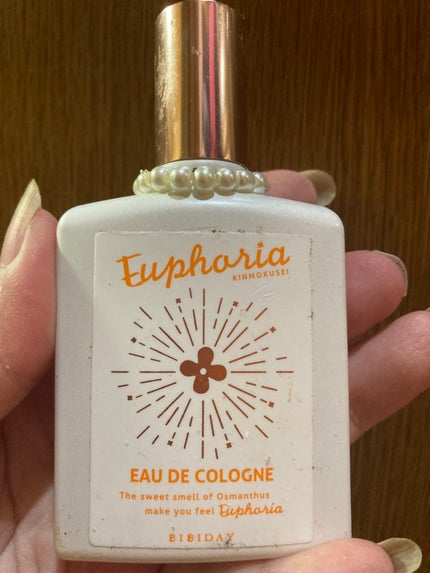 Euphoria
KINMOKUSEI
EAU DE COLOGNE
The sweet smell of Osmanthus
make you feel Euphoria
BIBIDAY